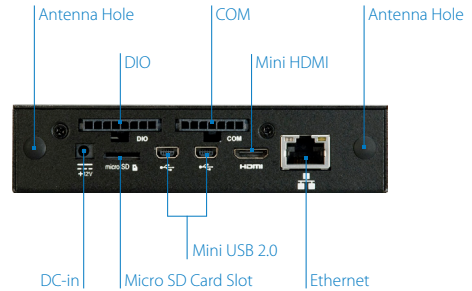 Antenna Hole
COM
Antenna Hole
DIO
Mini HDMI
DIO
COM
+12V
micro SD
HDMI
Mini USB 2.0
DC-in
Micro SD Card Slot
Ethernet